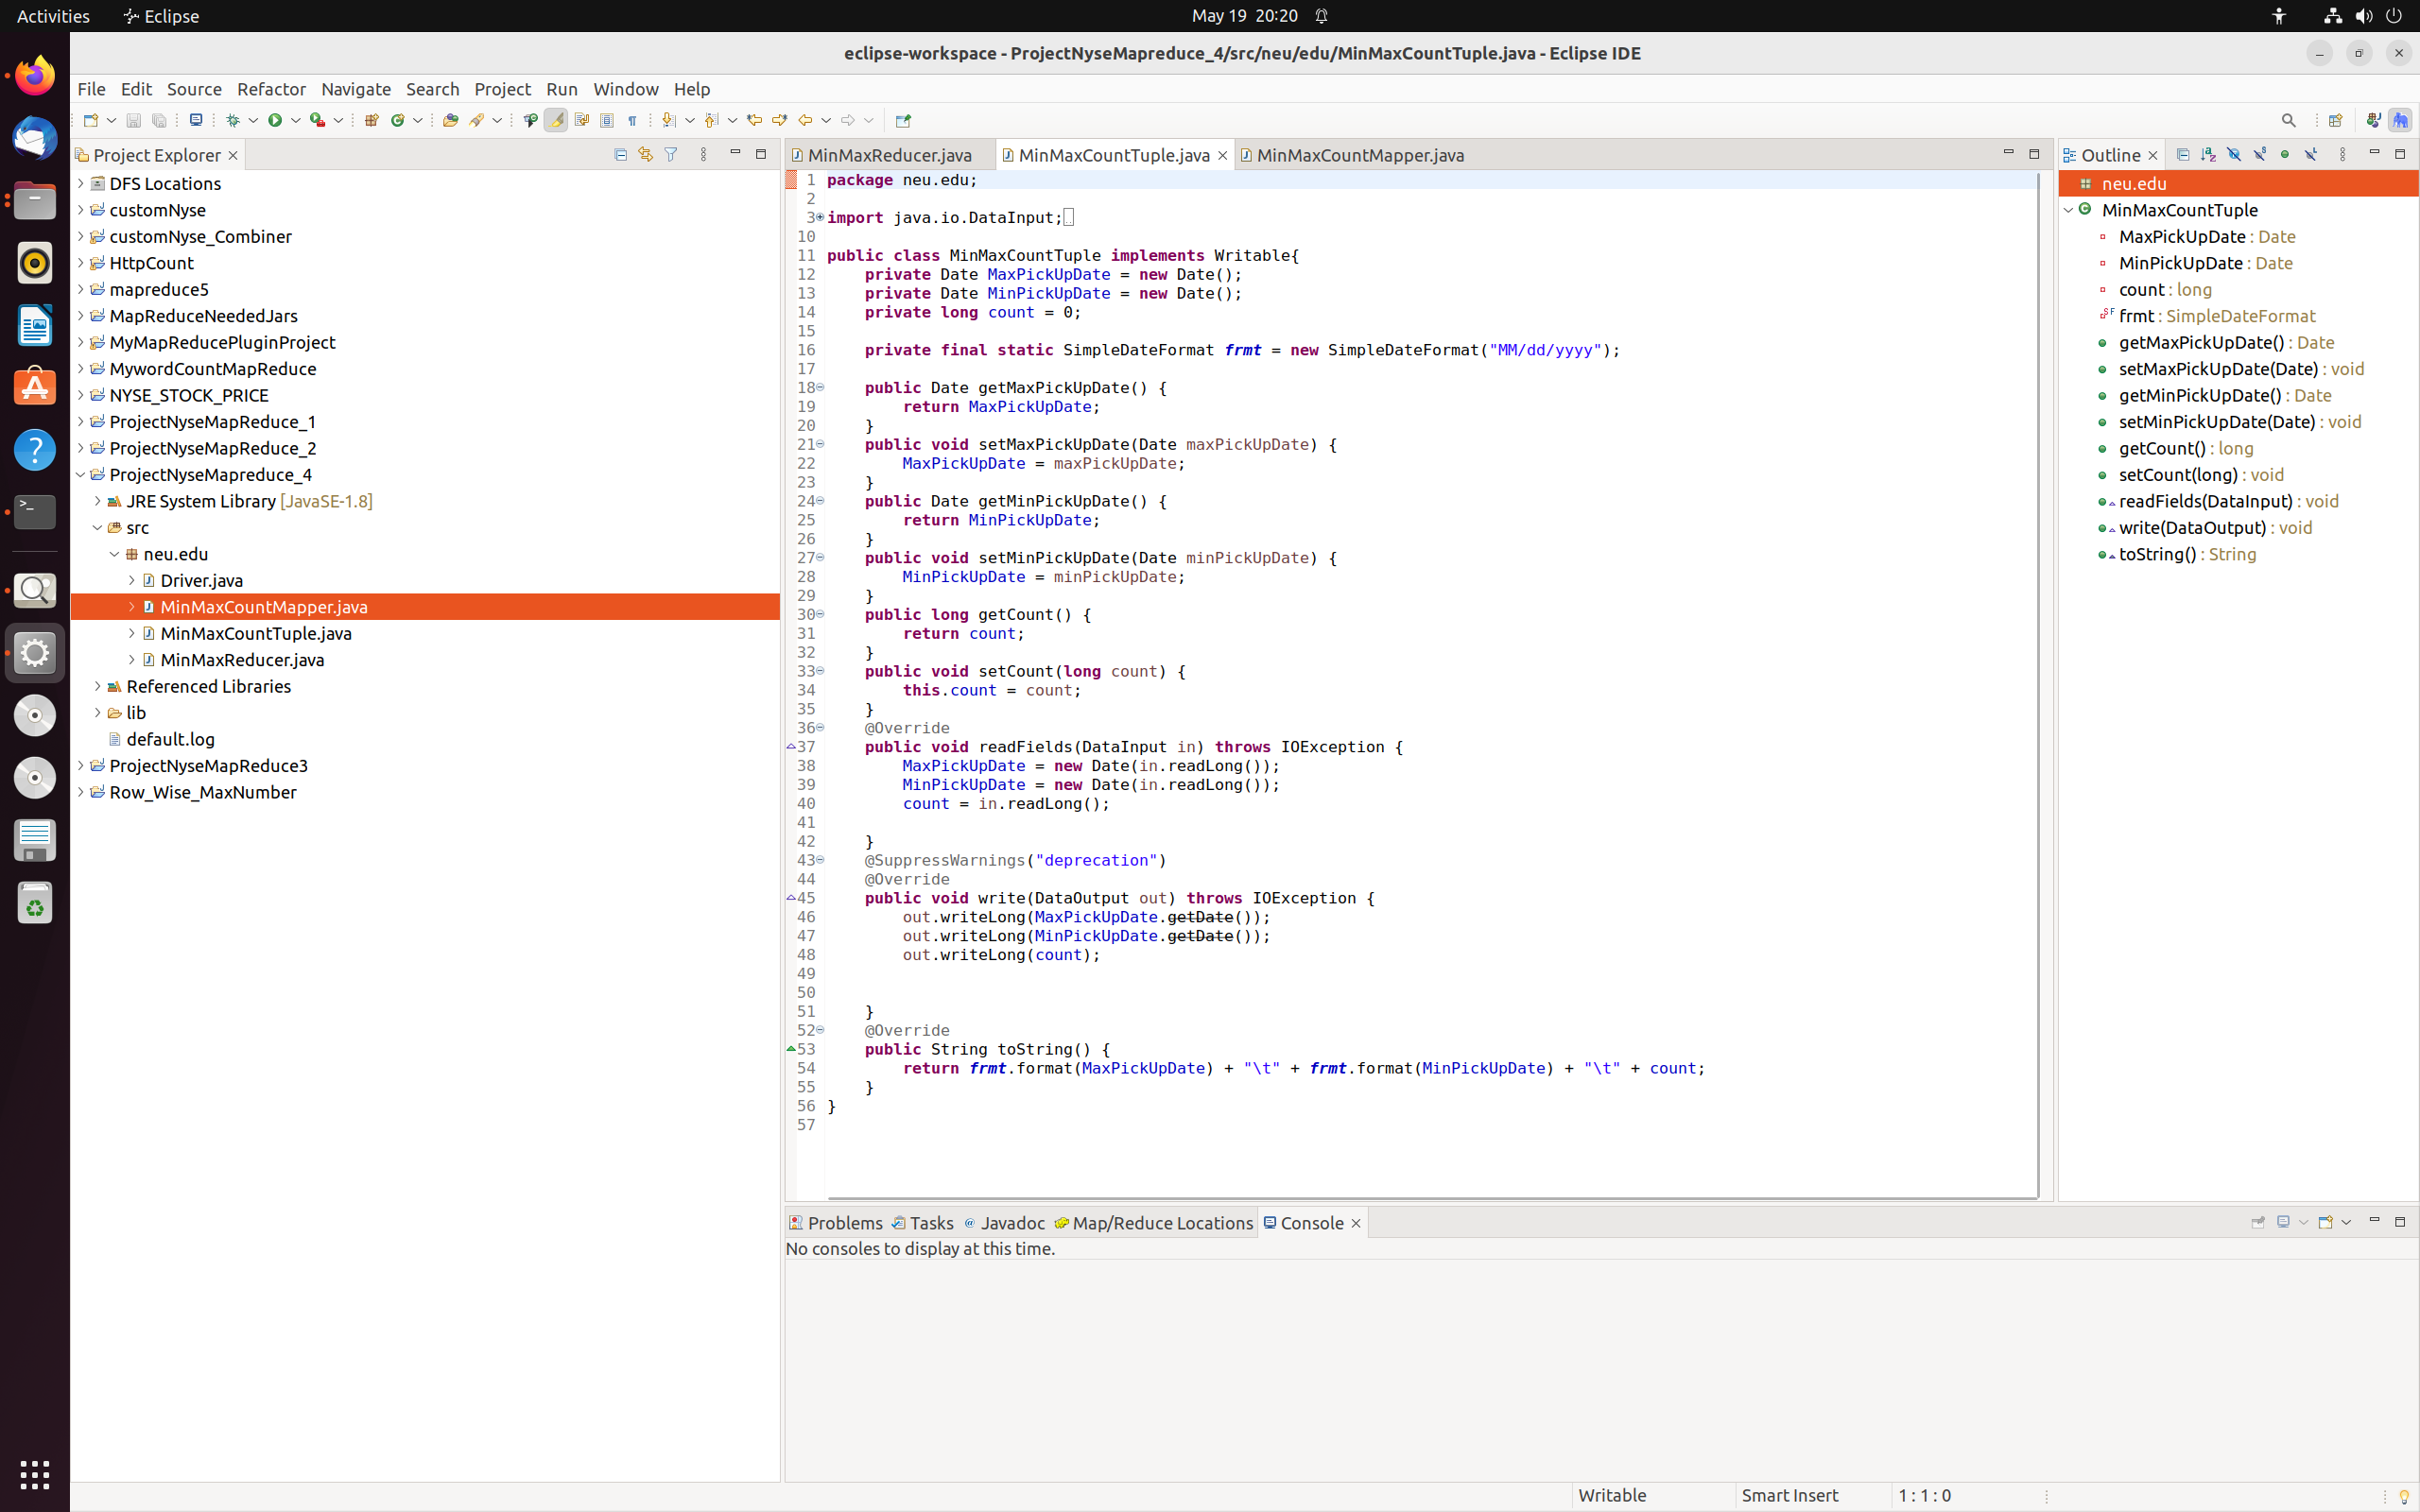 Activities Eclipse May 19 20:20
eclipse-workspace - ProjectNyseMapreduce_4/src/neu/edu/MinMaxCountTuple.java - Eclipse IDE
File Edit Source Refactor Navigate Search Project Run Window Help
Project Explorer
DFS Locations
customNyse
customNyse_Combiner
HttpCount
mapreduce5
MapReduceNeededJars
MyMapReducePluginProject
MywordCountMapReduce
NYSE_STOCK_PRICE
ProjectNyseMapReduce_1
ProjectNyseMapReduce_2
ProjectNyseMapreduce_4
JRE System Library [JavaSE-1.8]
src
neu.edu
Driver.java
MinMaxCountMapper.java
MinMaxCountTuple.java
MinMaxReducer.java
Referenced Libraries
lib
default.log
ProjectNyseMapReduce3
Row_Wise_MaxNumber
MinMaxReducer.java MinMaxCountTuple.java MinMaxCountMapper.java
1 package neu.edu;
2
3 import java.io.DataInput;
10
11 public class MinMaxCountTuple implements Writable{
12 private Date MaxPickUpDate = new Date();
13 private Date MinPickUpDate = new Date();
14 private long count = 0;
15
16 private final static SimpleDateFormat frmt = new SimpleDateFormat("MM/dd/yyyy");
17
18 public Date getMaxPickUpDate() {
19 return MaxPickUpDate;
20 }
21 public void setMaxPickUpDate(Date maxPickUpDate) {
22 MaxPickUpDate = maxPickUpDate;
23 }
24 public Date getMinPickUpDate() {
25 return MinPickUpDate;
26 }
27 public void setMinPickUpDate(Date minPickUpDate) {
28 MinPickUpDate = minPickUpDate;
29 }
30 public long getCount() {
31 return count;
32 }
33 public void setCount(long count) {
34 this.count = count;
35 }
36 @Override
37 public void readFields(DataInput in) throws IOException {
38 MaxPickUpDate = new Date(in.readLong());
39 MinPickUpDate = new Date(in.readLong());
40 count = in.readLong();
41
42 }
43 @SuppressWarnings("deprecation")
44 @Override
45 public void write(DataOutput out) throws IOException {
46 out.writeLong(MaxPickUpDate.getDate());
47 out.writeLong(MinPickUpDate.getDate());
48 out.writeLong(count);
49
50
51 }
52 @Override
53 public String toString() {
54 return frmt.format(MaxPickUpDate) + "\t" + frmt.format(MinPickUpDate) + "\t" + count;
55 }
56 }
57
Outline
neu.edu
MinMaxCountTuple
MaxPickUpDate : Date
MinPickUpDate : Date
count : long
frmt : SimpleDateFormat
getMaxPickUpDate() : Date
setMaxPickUpDate(Date) : void
getMinPickUpDate() : Date
setMinPickUpDate(Date) : void
getCount() : long
setCount(long) : void
readFields(DataInput) : void
write(DataOutput) : void
toString() : String
Problems Tasks Javadoc Map/Reduce Locations Console
No consoles to display at this time.
Writable Smart Insert 1 : 1 : 0